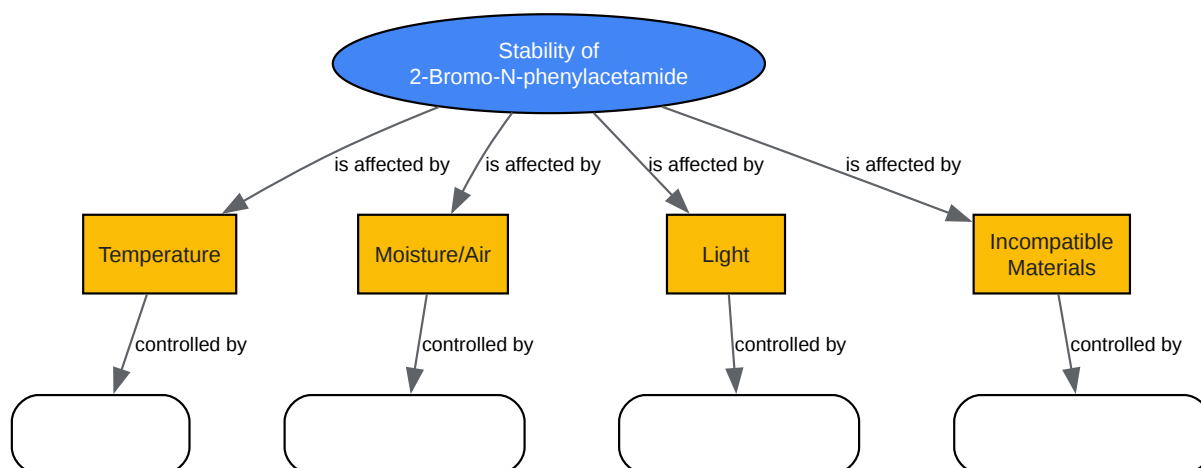 Stability of
2-Bromo-N-phenylacetamide
is affected by
is affected by
is affected by
is affected by
Temperature
Moisture/Air
Light
Incompatible
Materials
controlled by
controlled by
controlled by
controlled by